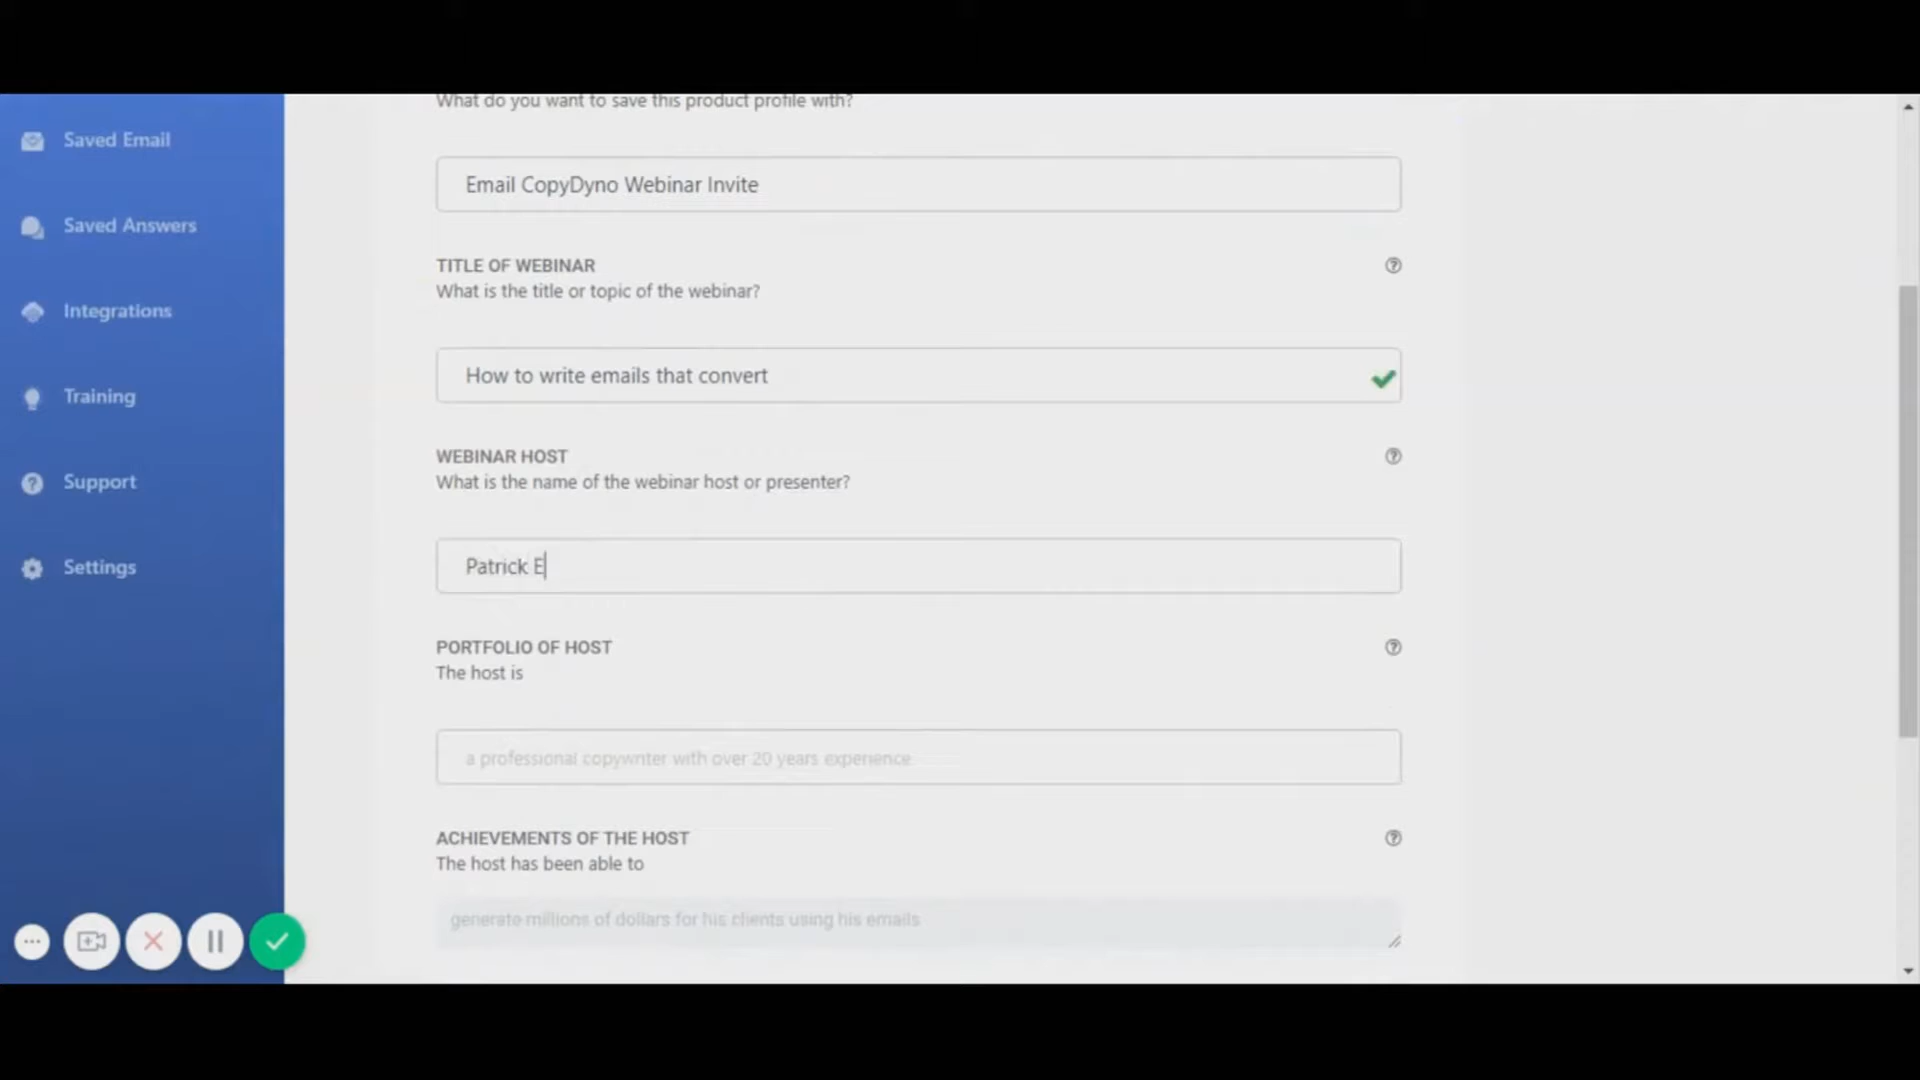 What do you want to save this product profile with?
Saved Email
Email CopyDyno Webinar Invite
Saved Answers
TITLE OF WEBINAR
What is the title or topic of the webinar?
Integrations
How to write emails that convert
Training
WEBINAR HOST
What is the name of the webinar host or presenter?
Support
Patrick E
Settings
PORTFOLIO OF HOST
The host is
a professional copywriter with over 20 years experience
ACHIEVEMENTS OF THE HOST
The host has been able to
generate millions of dollars for his clients using his emails